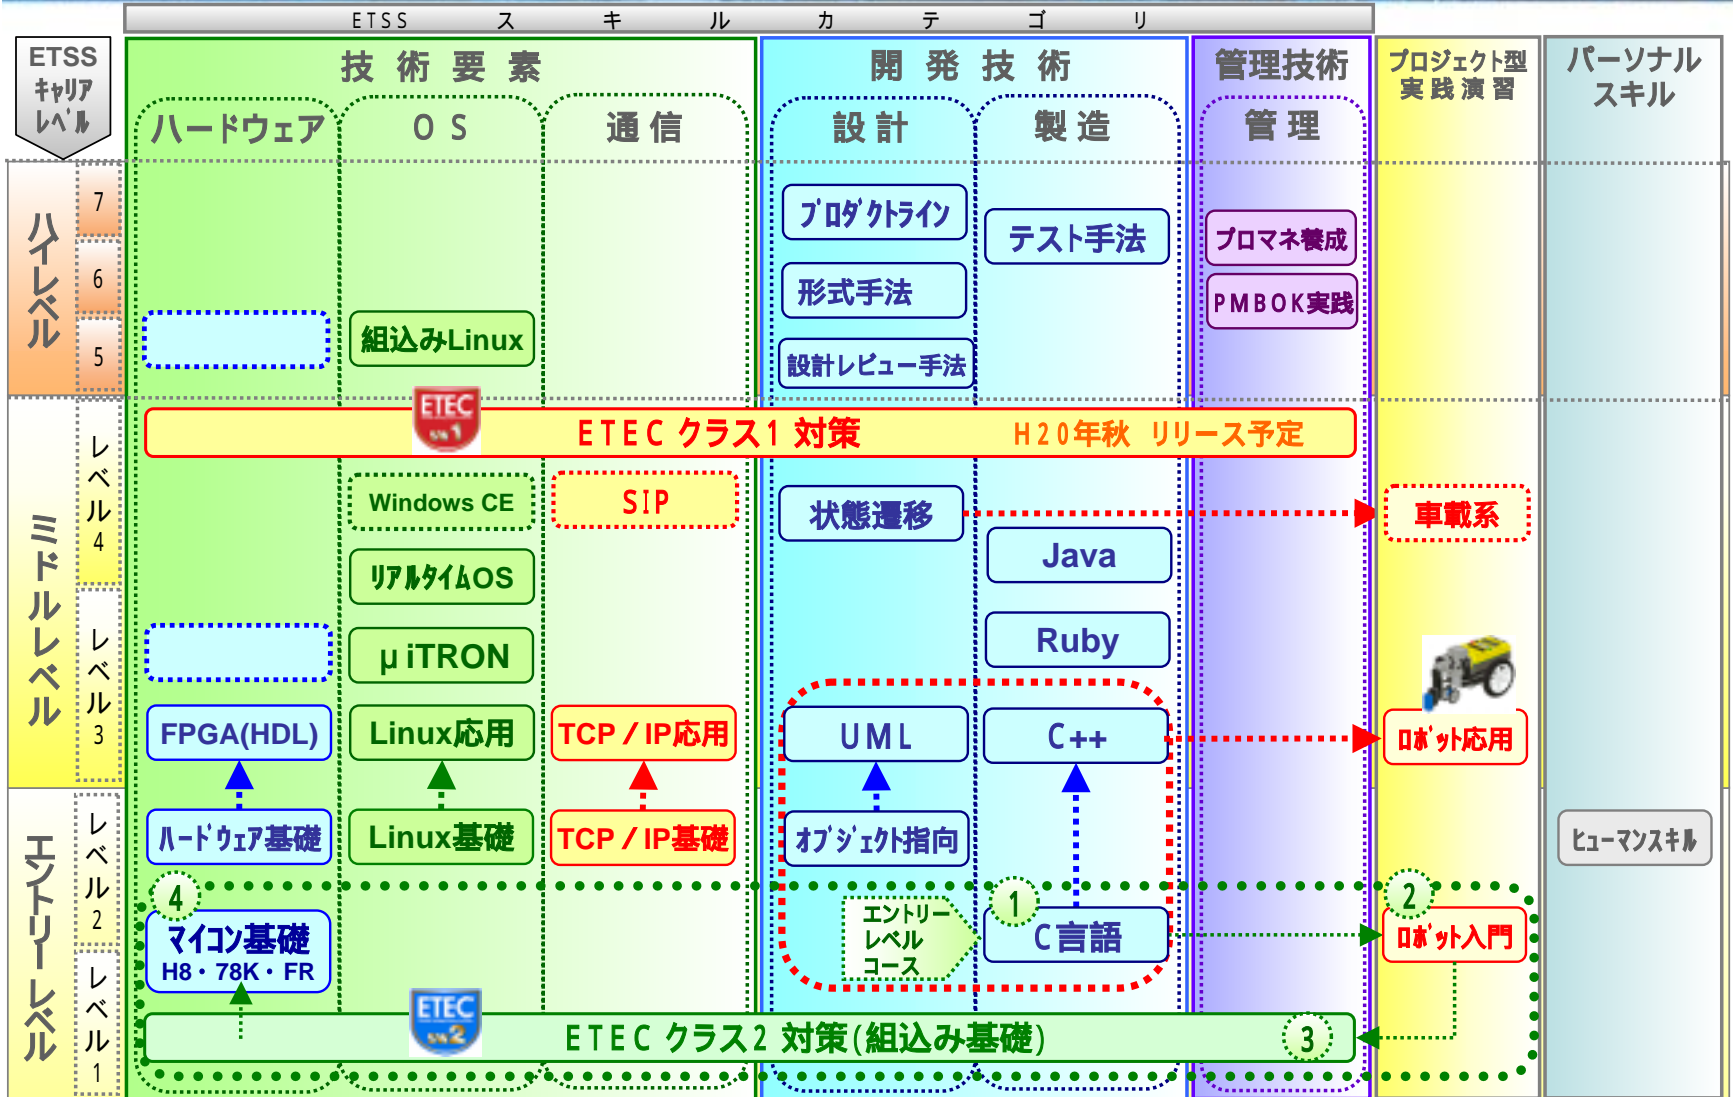 ETSS スキルカテゴリ
ETSS
キャリア
レベル
技術要素
開発技術
管理技術
プロジェクト型
実践演習
パーソナル
スキル
ハードウェア
OS
通信
設計
製造
管理
ハイレベル
7
6
5
プロダクトライン
テスト手法
プロマネ養成
形式手法
PMBOK実践
組込みLinux
設計レビュー手法
ETEC
1
ETEC クラス1 対策
H20年秋 リリース予定
ミドルレベル
レベル4
Windows CE
SIP
状態遷移
車載系
Java
リアルタイムOS
レベル3
Ruby
μiTRON
FPGA(HDL)
Linux応用
TCP/IP応用
UML
C++
ロボット応用
エントリーレベル
レベル2
ハードウェア基礎
Linux基礎
TCP/IP基礎
オブジェクト指向
ヒューマンスキル
4
1
2
マイコン基礎
H8・78K・FR
エントリー
レベル
コース
C言語
ロボット入門
レベル1
ETEC
2
ETEC クラス2 対策(組込み基礎)
3